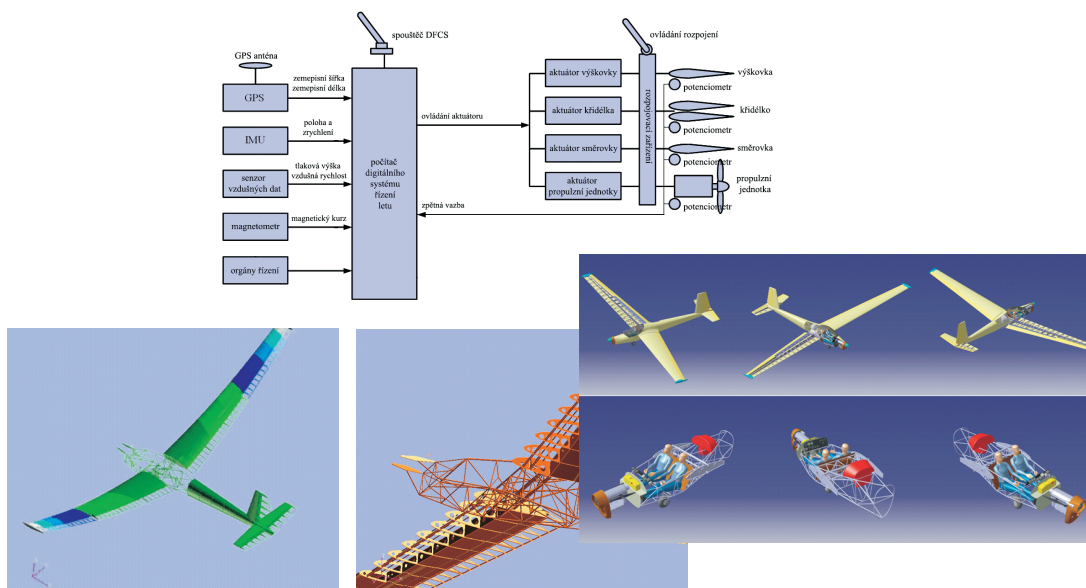 spouštěč DFCS
GPS anténa
GPS
zemepisní šířka
zemepisní délka
IMU
poloha a
zrychlení
senzor
vzdušných dat
tlaková výška
vzdušná rychlost
magnetometr
magnetický kurz
orgány řízení
počítač
digitálního
systému
řízení
letu
ovládání aktuátoru
zpětná vazba
aktuátor výškovky
aktuátor křidélka
aktuátor směrovky
aktuátor
propulzní jednotky
ovládání rozpojení
rozpojovací zařízení
výškovka
potenciometr
křidélko
potenciometr
směrovka
potenciometr
propulzní
jednotka
potenciometr